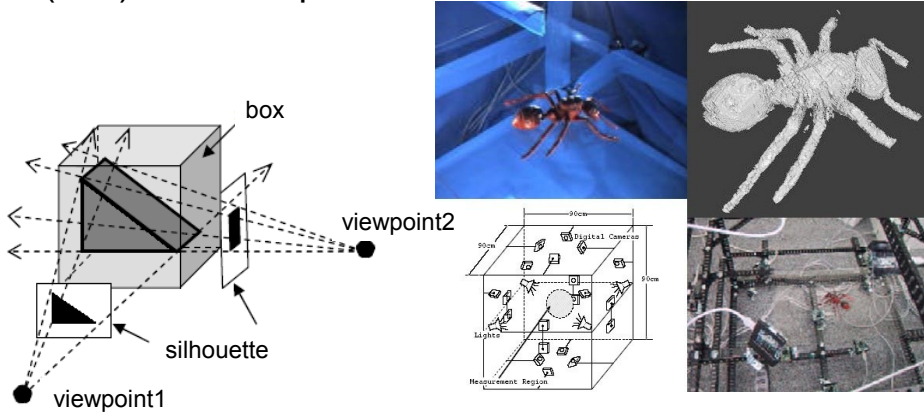 box
viewpoint2
silhouette
viewpoint1
90cm
Digital Cameras
90cm
90cm
Lights
Measurement Region